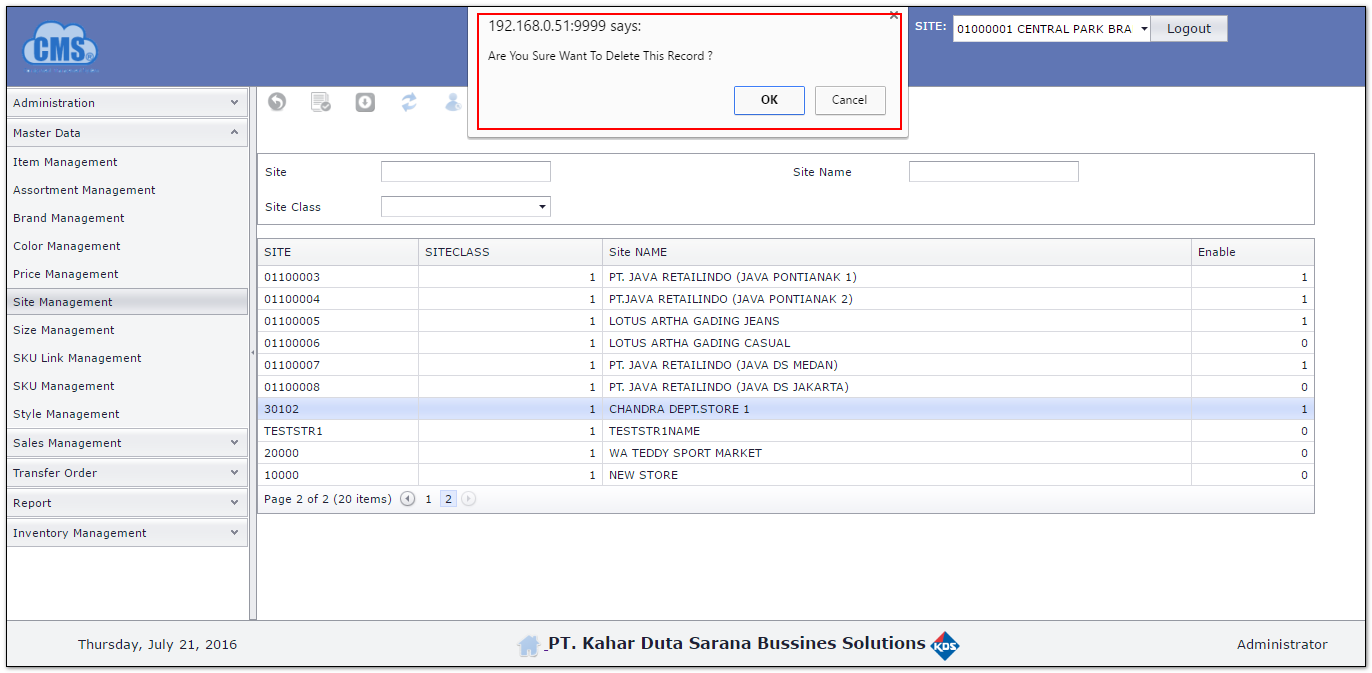 192.168.0.51:9999 says:
Are You Sure Want To Delete This Record ?
OK Cancel
CMS
SITE: 01000001 CENTRAL PARK BRA Logout
Administration
Master Data
Item Management
Assortment Management
Brand Management
Color Management
Price Management
Site Management
Size Management
SKU Link Management
SKU Management
Style Management
Sales Management
Transfer Order
Report
Inventory Management
Site Site Name
Site Class
SITE SITECLASS Site NAME Enable
01100003 1 PT. JAVA RETAILINDO (JAVA PONTIANAK 1) 1
01100004 1 PT.JAVA RETAILINDO (JAVA PONTIANAK 2) 1
01100005 1 LOTUS ARTHA GADING JEANS 1
01100006 1 LOTUS ARTHA GADING CASUAL 0
01100007 1 PT. JAVA RETAILINDO (JAVA DS MEDAN) 1
01100008 1 PT. JAVA RETAILINDO (JAVA DS JAKARTA) 0
30102 1 CHANDRA DEPT.STORE 1 1
TESTSTR1 1 TESTSTR1NAME 0
20000 1 WA TEDDY SPORT MARKET 0
10000 1 NEW STORE 0
Page 2 of 2 (20 items) 1 2
Thursday, July 21, 2016 PT. Kahar Duta Sarana Bussines Solutions KDS Administrator